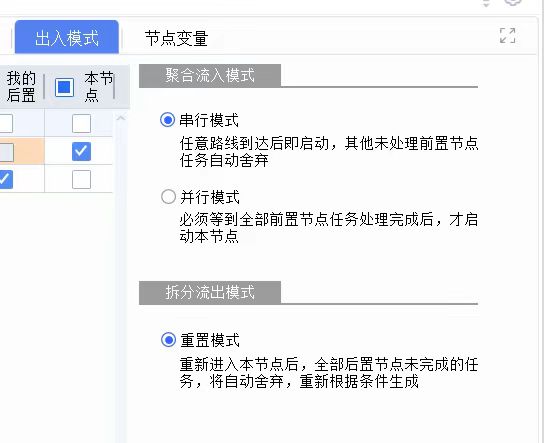 出入模式
节点变量
我的
后置
本节
点
聚合流入模式
串行模式
任意路线到达后即启动，其他未处理前置节点
任务自动舍弃
并行模式
必须等到全部前置节点任务处理完成后，才启
动本节点
拆分流出模式
重置模式
重新进入本节点后，全部后置节点未完成的任
务，将自动舍弃，重新根据条件生成